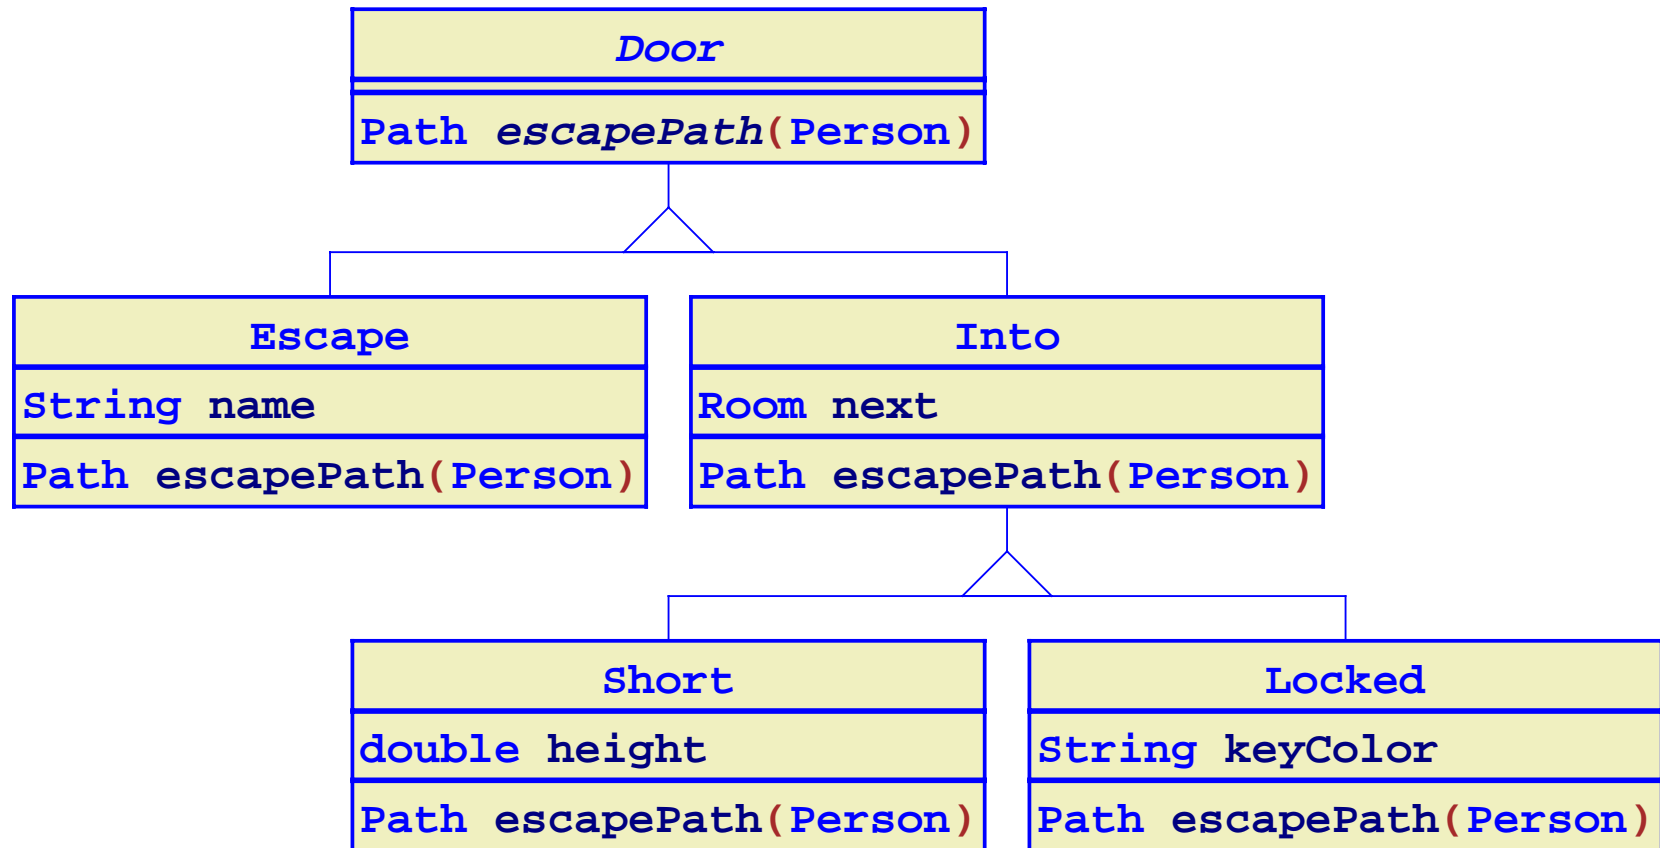 Door
Path escapePath(Person)
Escape
String name
Path escapePath(Person)
Into
Room next
Path escapePath(Person)
Short
double height
Path escapePath(Person)
Locked
String keyColor
Path escapePath(Person)